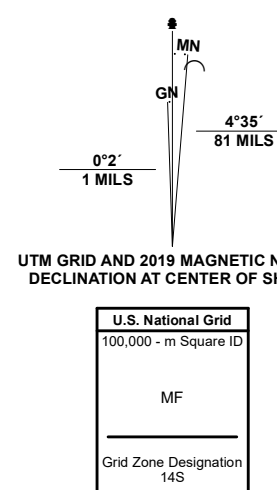 MN
GN
4°35´
81 MILS
0°2´
1 MILS
UTM GRID AND 2019 MAGNETIC
DECLINATION AT CENTER OF
U.S. National Grid
100,000 - m Square ID
MF
Grid Zone Designation
14S